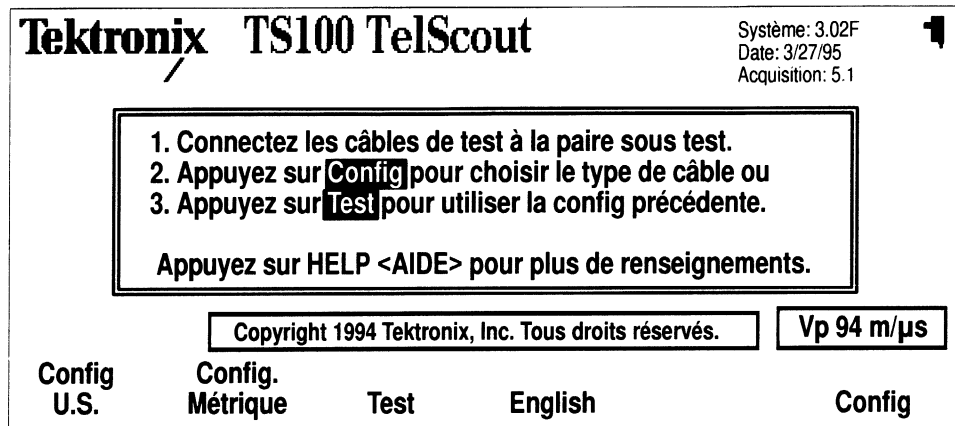 Tektronix TS100 TelScout
Système: 3.02F
Date: 3/27/95
Acquisition: 5.1
1. Connectez les câbles de test à la paire sous test.
2. Appuyez sur Config pour choisir le type de câble ou
3. Appuyez sur Test pour utiliser la config précédente.
Appuyez sur HELP <AIDE> pour plus de renseignements.
Copyright 1994 Tektronix, Inc. Tous droits réservés.
Vp 94 m/µs
Config U.S.
Config. Métrique
Test
English
Config